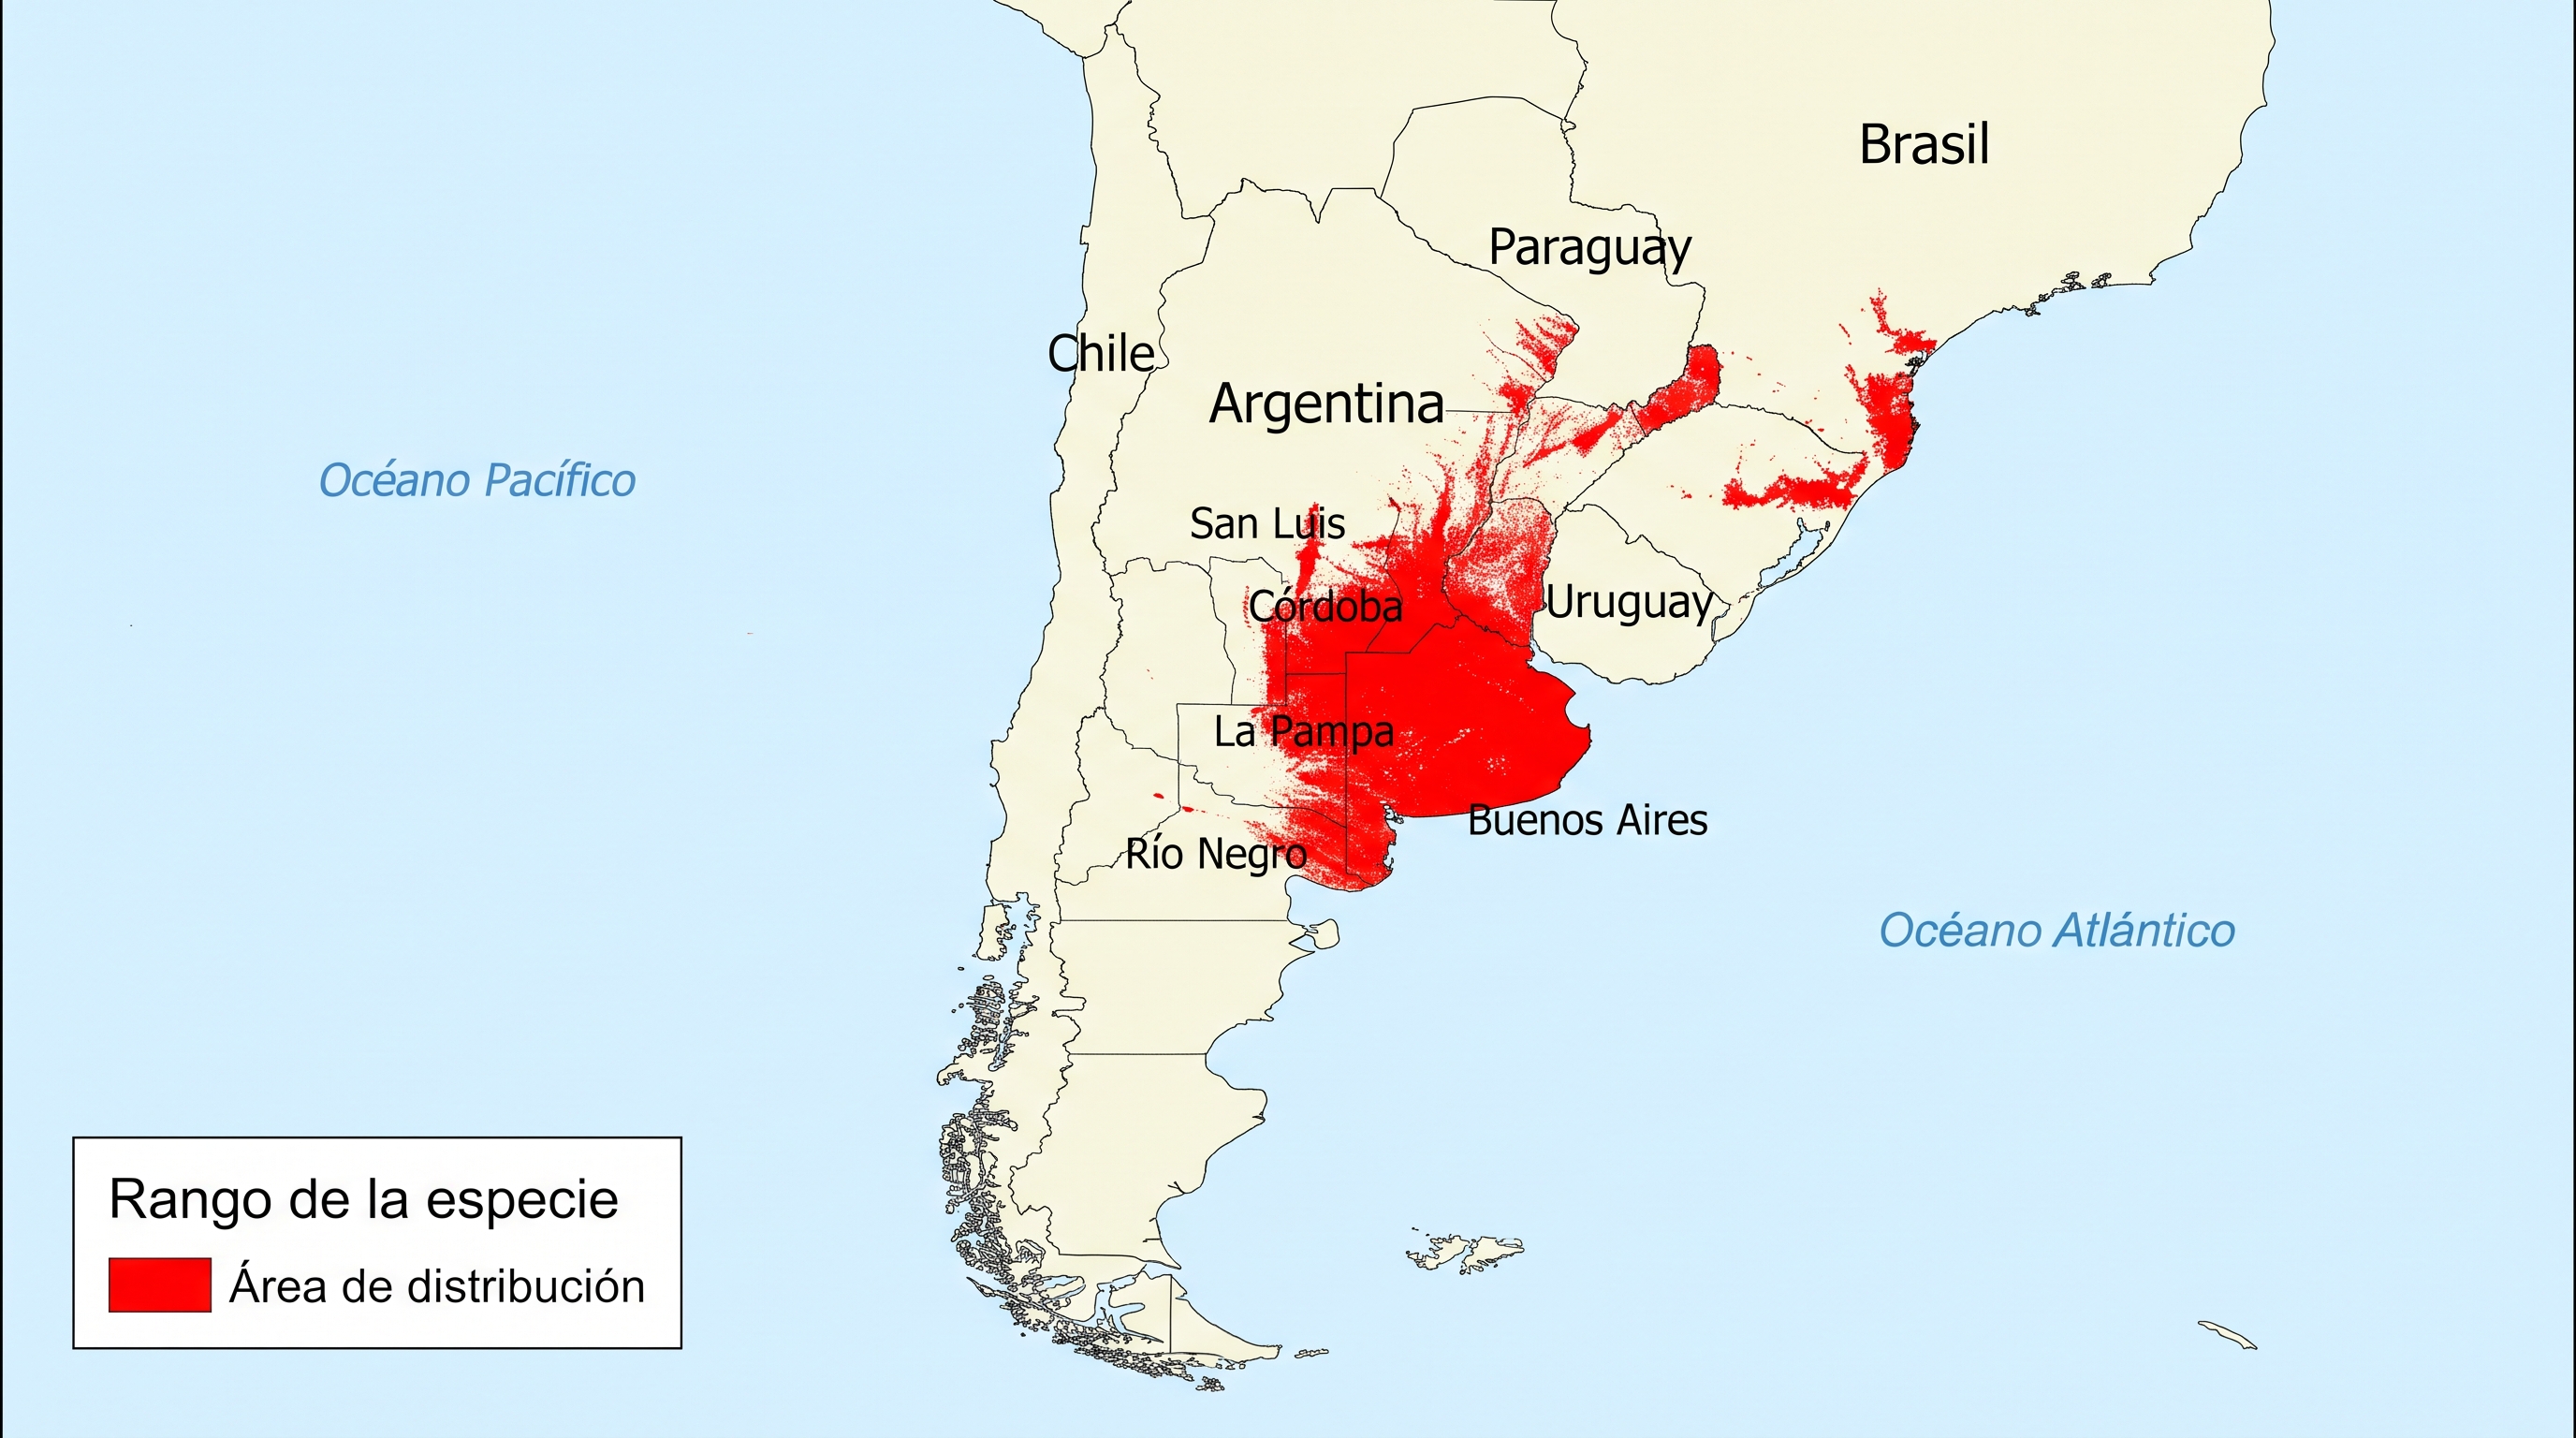 Brasil
Paraguay
Chile
Argentina
Océano Pacífico
San Luis
Córdoba
Uruguay
La Pampa
Buenos Aires
Río Negro
Océano Atlántico
Rango de la especie
Área de distribución